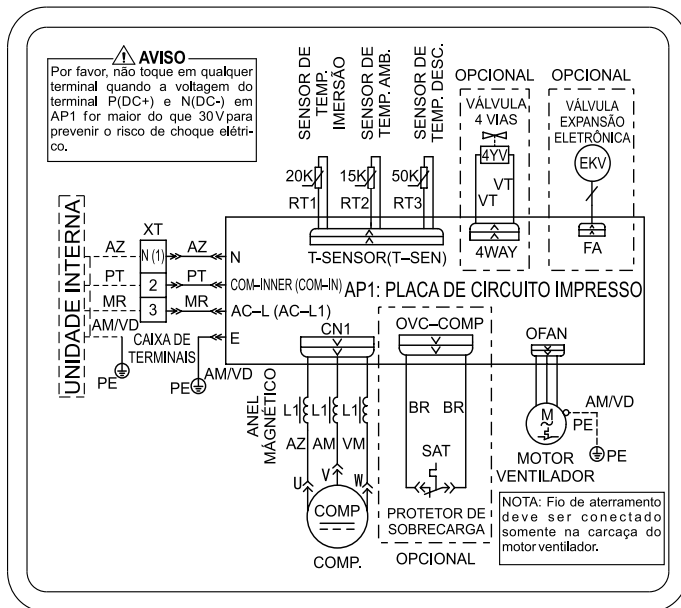 AVISO
Por favor, não toque em qualquer
terminal quando a voltagem do
terminal P(DC+) e N(DC-) em
AP1 for maior do que 30V para
prevenir o risco de choque elétri-
co.
SENSOR DE
TEMP.
IMERSÃO
SENSOR DE
TEMP. AMB.
SENSOR DE
TEMP. DESC.
OPCIONAL
VÁLVULA
4 VIAS
4YV
VT
VT
4WAY
OPCIONAL
VÁLVULA
EXPANSÃO
ELETRÔNICA
EKV
FA
20K
15K
50K
RT1
RT2
RT3
T-SENSOR(T–SEN)
UNIDADE INTERNA
XT
AZ
N (1)
AZ
N
PT
2
PT
COM-INNER (COM-IN)
AP1: PLACA DE CIRCUITO IMPRESSO
MR
3
MR
AC–L (AC–L1)
AM/VD
CAIXA DE
TERMINAIS
E
PE
PE
AM/VD
CN1
OVC–COMP
OFAN
ANEL
MÁGNÉTICO
L1
L1
L1
AZ
AM
VM
U
V
W
COMP
COMP.
BR
BR
SAT
PROTETOR DE
SOBRECARGA
OPCIONAL
M
AM/VD
PE
PE
MOTOR
VENTILADOR
NOTA: Fio de aterramento
deve ser conectado
somente na carcaça do
motor ventilador.